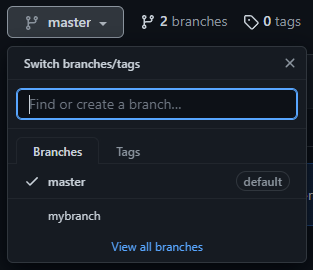 master 2 branches 0 tags
Switch branches/tags
Find or create a branch...
Branches Tags
master default
mybranch
View all branches